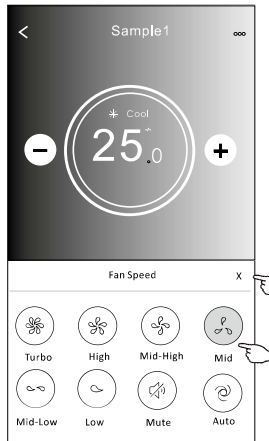 Sample1
Cool
25.0
Fan Speed X
Turbo High Mid-High Mid
Mid-Low Low Mute Auto